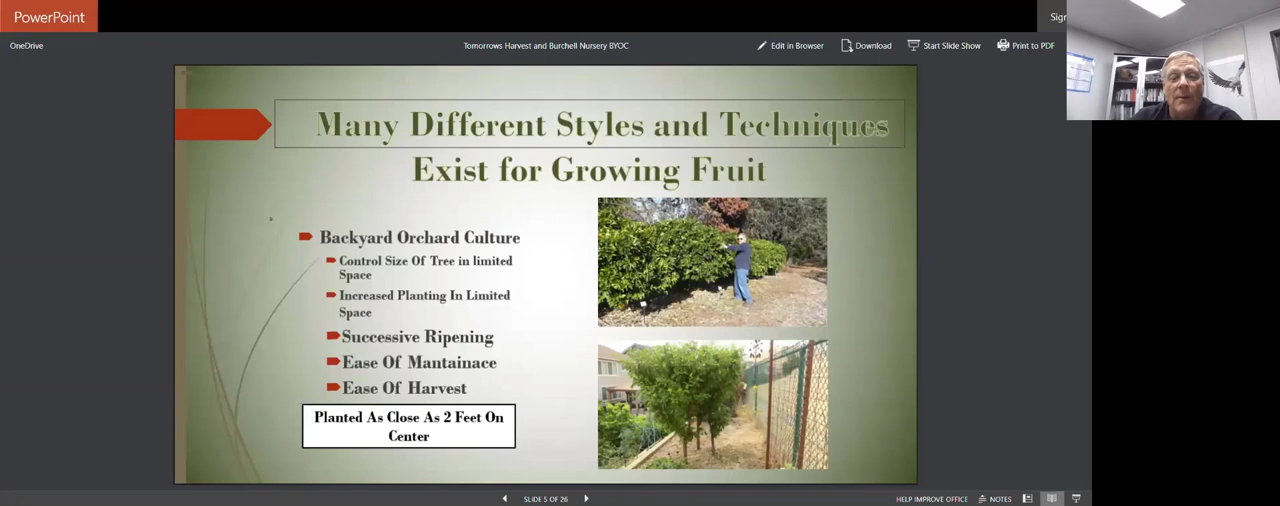 PowerPoint
Sign
OneDrive
Tomorrows Harvest and Burchell Nursery BYOC
Edit in Browser
Download
Start Slide Show
Print to PDF
Many Different Styles and Techniques
Exist for Growing Fruit
Backyard Orchard Culture
Control Size Of Tree in limited
Space
Increased Planting In Limited
Space
Successive Ripening
Ease Of Mantainace
Ease Of Harvest
Planted As Close As 2 Feet On
Center
SLIDE 5 OF 26
HELP IMPROVE OFFICE
NOTES